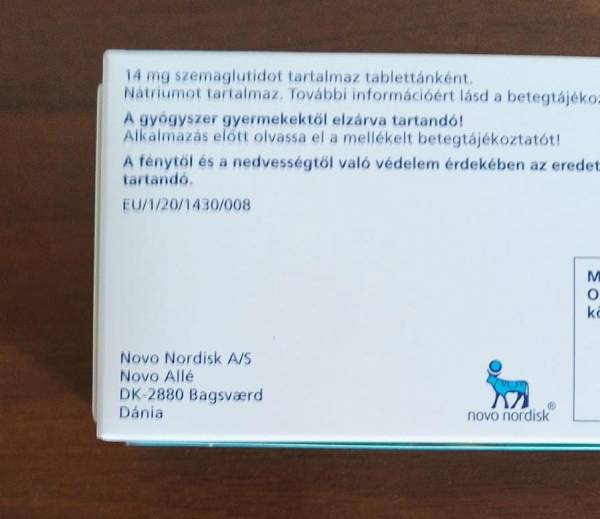 14 mg szemaglutidot tartalmaz tablettánként.
Nátriumot tartalmaz. További információért lásd a betegtájékoz
A gyógyszer gyermekektől elzárva tartandó!
Alkalmazás előtt olvassa el a mellékelt betegtájékoztatót!
A fénytől és a nedvességtől való védelem érdekében az eredet
tartandó.
EU/1/20/1430/008
M
O
kö
Novo Nordisk A/S
Novo Allé
DK-2880 Bagsværd
Dánia
novo nordisk®